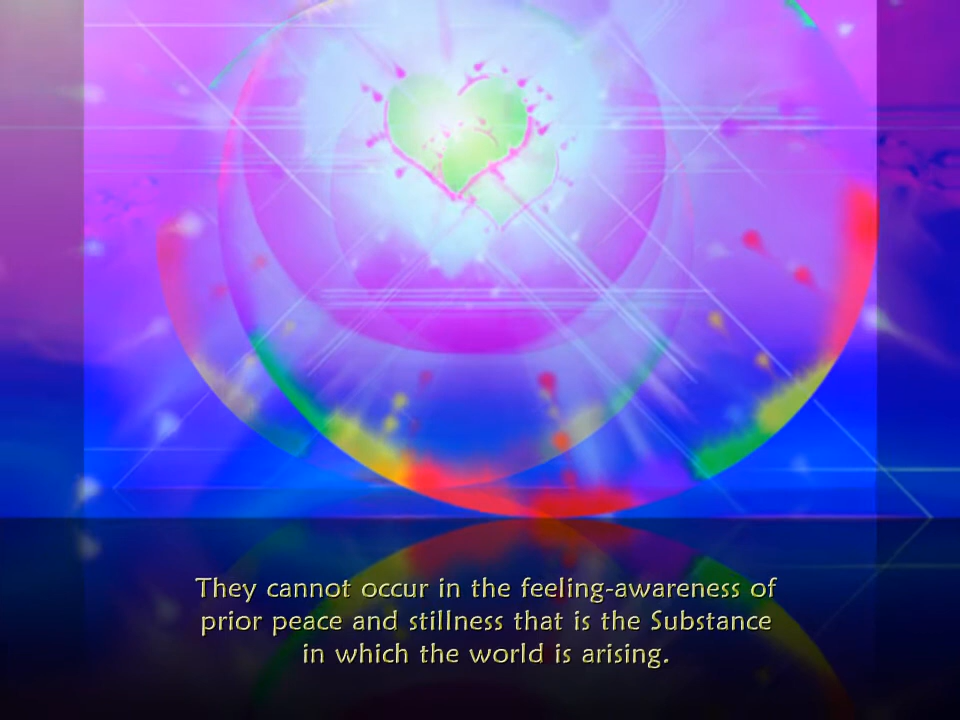 They cannot occur in the feeling-awareness of
prior peace and stillness that is the Substance
in which the world is arising.